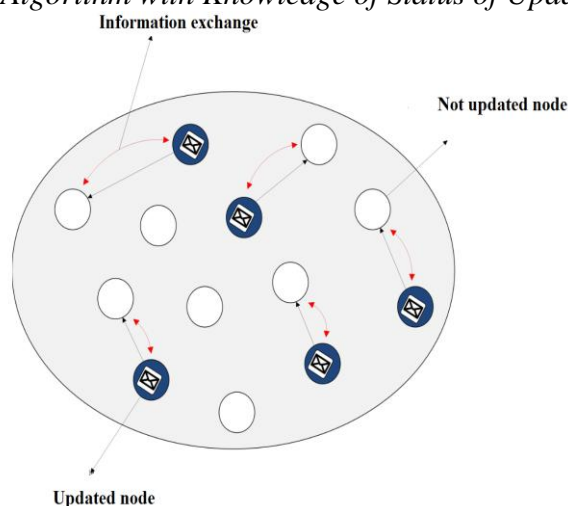 Algorithm with Knowledge of Status of
Information exchange
Not updated node
Updated node